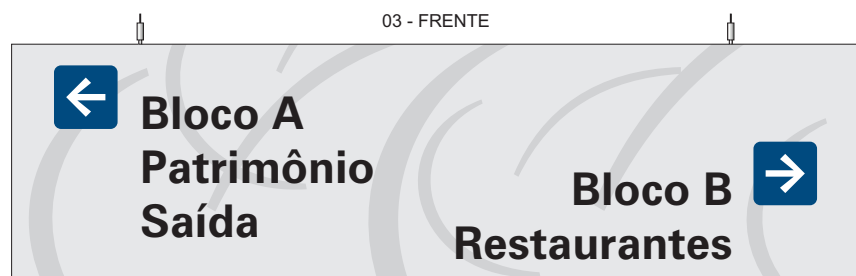 03 - FRENTE
Bloco A
Patrimônio
Saída
Bloco B
Restaurantes